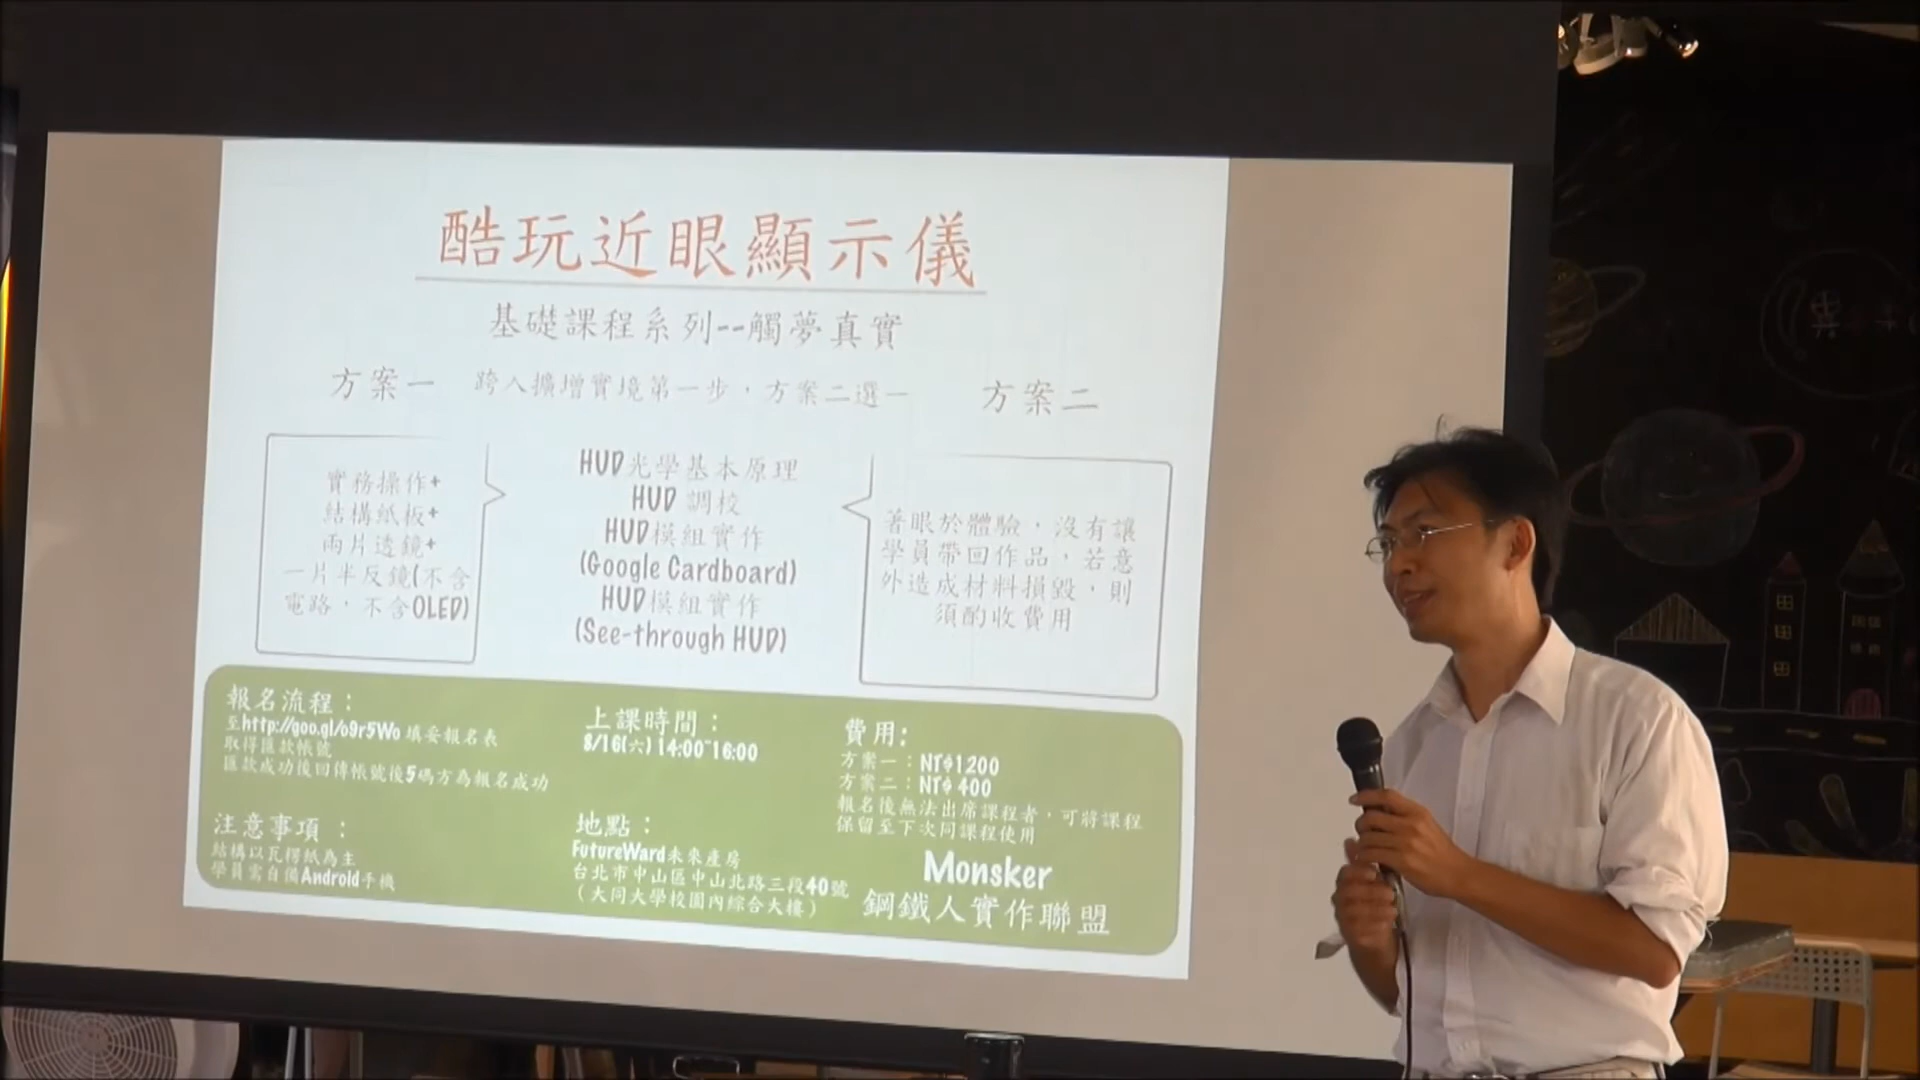 酷玩近眼顯示儀
基礎課程系列--觸夢真實
方案一
跨入擴增實境第一步，方案二選一
方案二
實務操作+
結構紙板+
兩片透鏡+
一片半反鏡(不含
電路，不含OLED)
HUD光學基本原理
HUD 調校
HUD模組實作
(Google Cardboard)
HUD模組實作
(See-through HUD)
著眼於體驗，沒有讓
學員帶回作品，若意
外造成材料損毀，則
須酌收費用
報名流程：
至http://goo.gl/o9r5Wo 填妥報名表
取得匯款帳號
匯款成功後回傳帳號後5碼方為報名成功
上課時間：
8/16(六) 14:00~16:00
費用:
方案一：NT$1200
方案二：NT$ 400
報名後無法出席課程者，可將課程
保留至下次同課程使用
注意事項：
結構以瓦楞紙為主
學員需自備Android手機
地點：
FutureWard未來產房
台北市中山區中山北路三段40號
（大同大學校園內綜合大樓）
Monsker
鋼鐵人實作聯盟